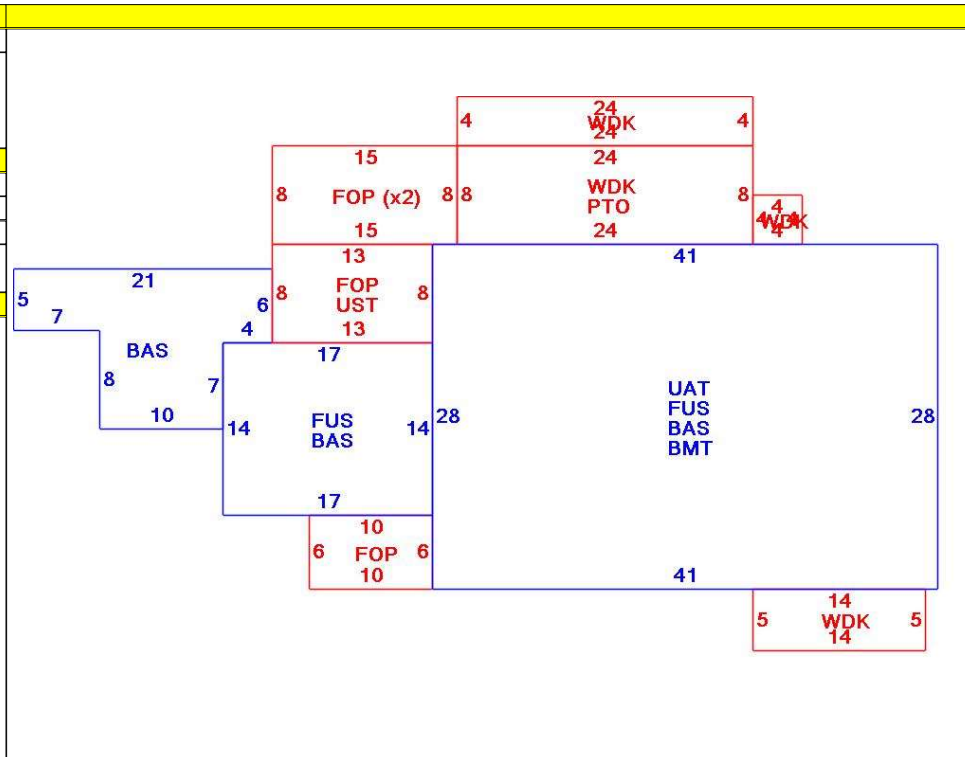 24
4 WDK 4
24
15 24
8 FOP (x2) 8 8 WDK 8
PTO
15 24
4
4 WDK 4
4
13 41
21
5 6 8 FOP 8
UST
7 4 13
17
BAS
8 7
10 14 FUS 14 28 UAT 28
BAS FUS
BAS
BMT
17
10 41
6 FOP 6
10
14
5 WDK 5
14